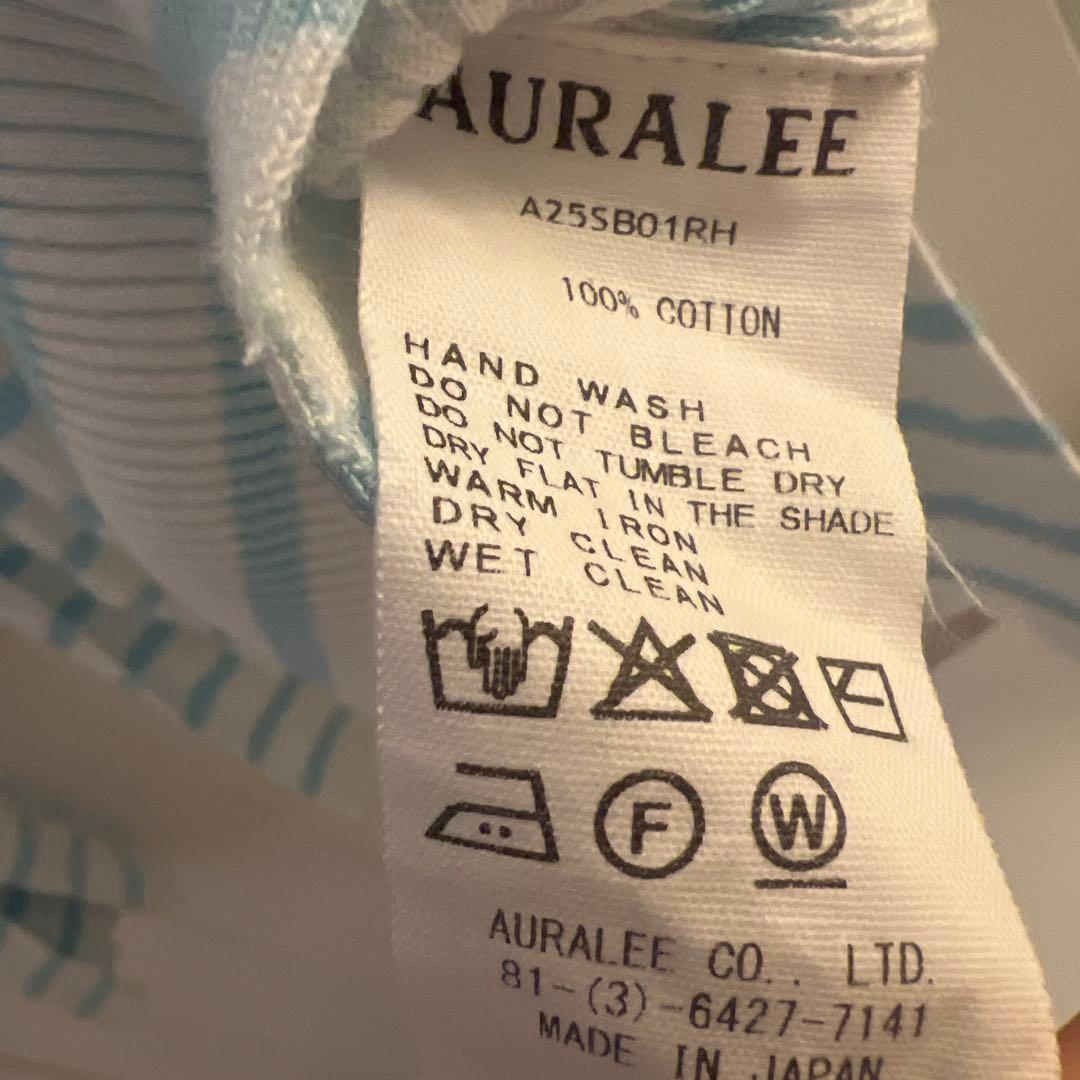 AURALEE
A25SB01RH
100% COTTON
HAND WASH
DO NOT BLEACH
DO NOT TUMBLE DRY
DRY FLAT IN THE SHADE
WARM IRON
DRY CLEAN
WET CLEAN
F
W
AURALEE CO., LTD.
81-(3)-6427-7141
MADE IN JAPAN